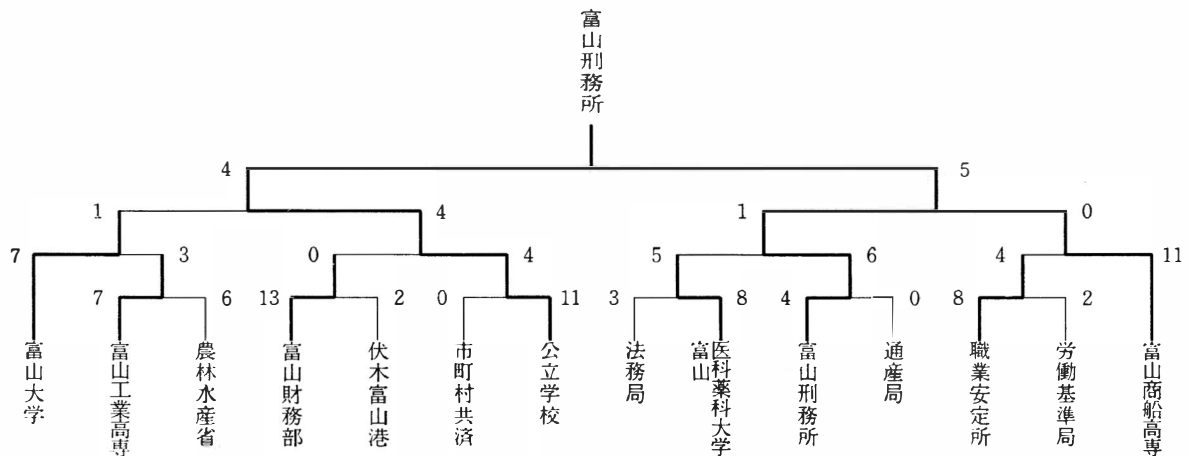 富山刑務所
4 5
1 4 1 0
7 3 0 4 5 6 4 11
7 6 13 2 0 11 3 8 4 0 8 2
富山大学
富山工業高専
農林水産省
富山財務部
伏木富山港
市町村共済
公立学校
法務局
富山医科薬科大学
富山刑務所
通産局
職業安定所
労働基準局
富山商船高専